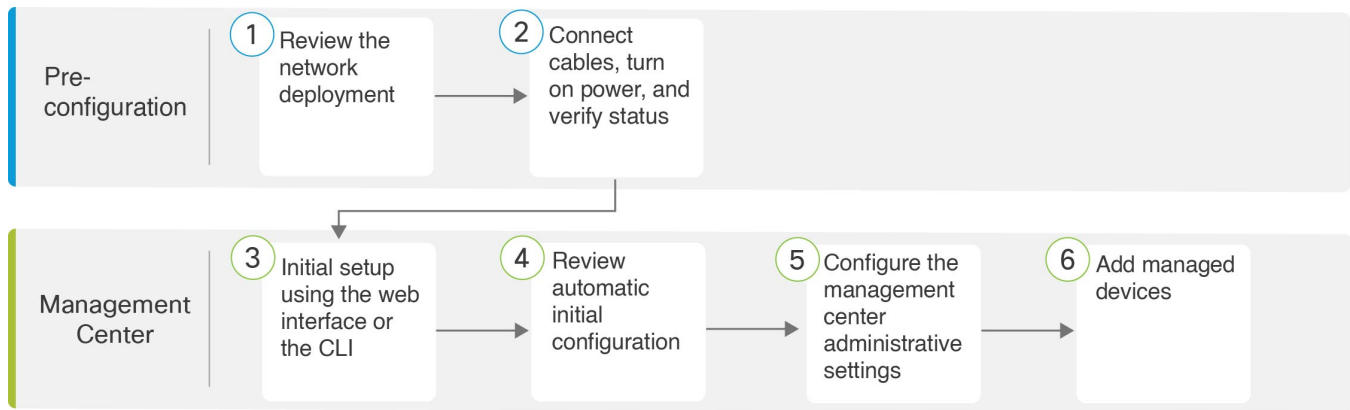 Pre-
configuration
1
Review the
network
deployment
2
Connect
cables, turn
on power, and
verify status
Management
Center
3
Initial setup
using the web
interface or
the CLI
4
Review
automatic
initial
configuration
5
Configure the
management
center
administrative
settings
6
Add managed
devices